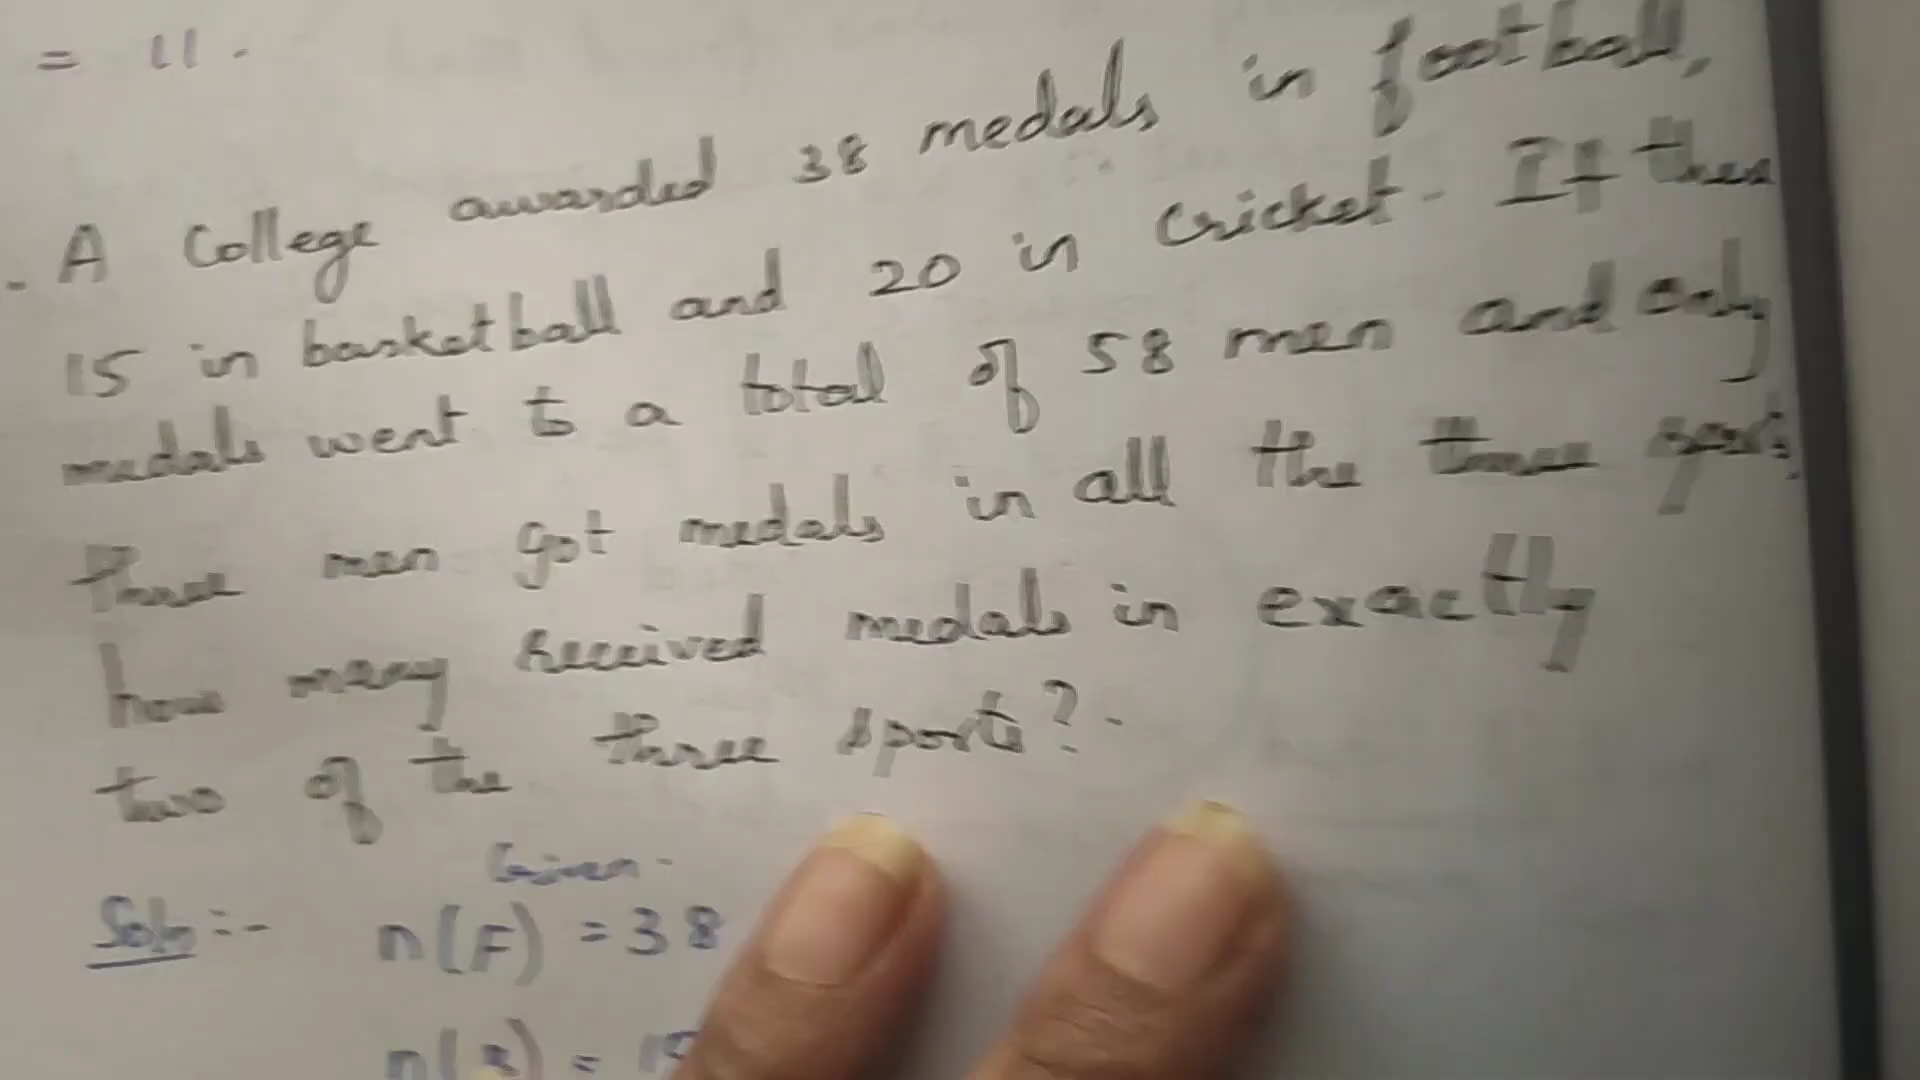 = 11.
. A College awarded 38 medals in football,
15 in basketball and 20 in cricket. If these
medals went to a total of 58 men and only
three men got medals in all the three sports,
how many received medals in exactly
two of the three sports?.
Given:
Soln:- n(F) = 38
n(B) = 15